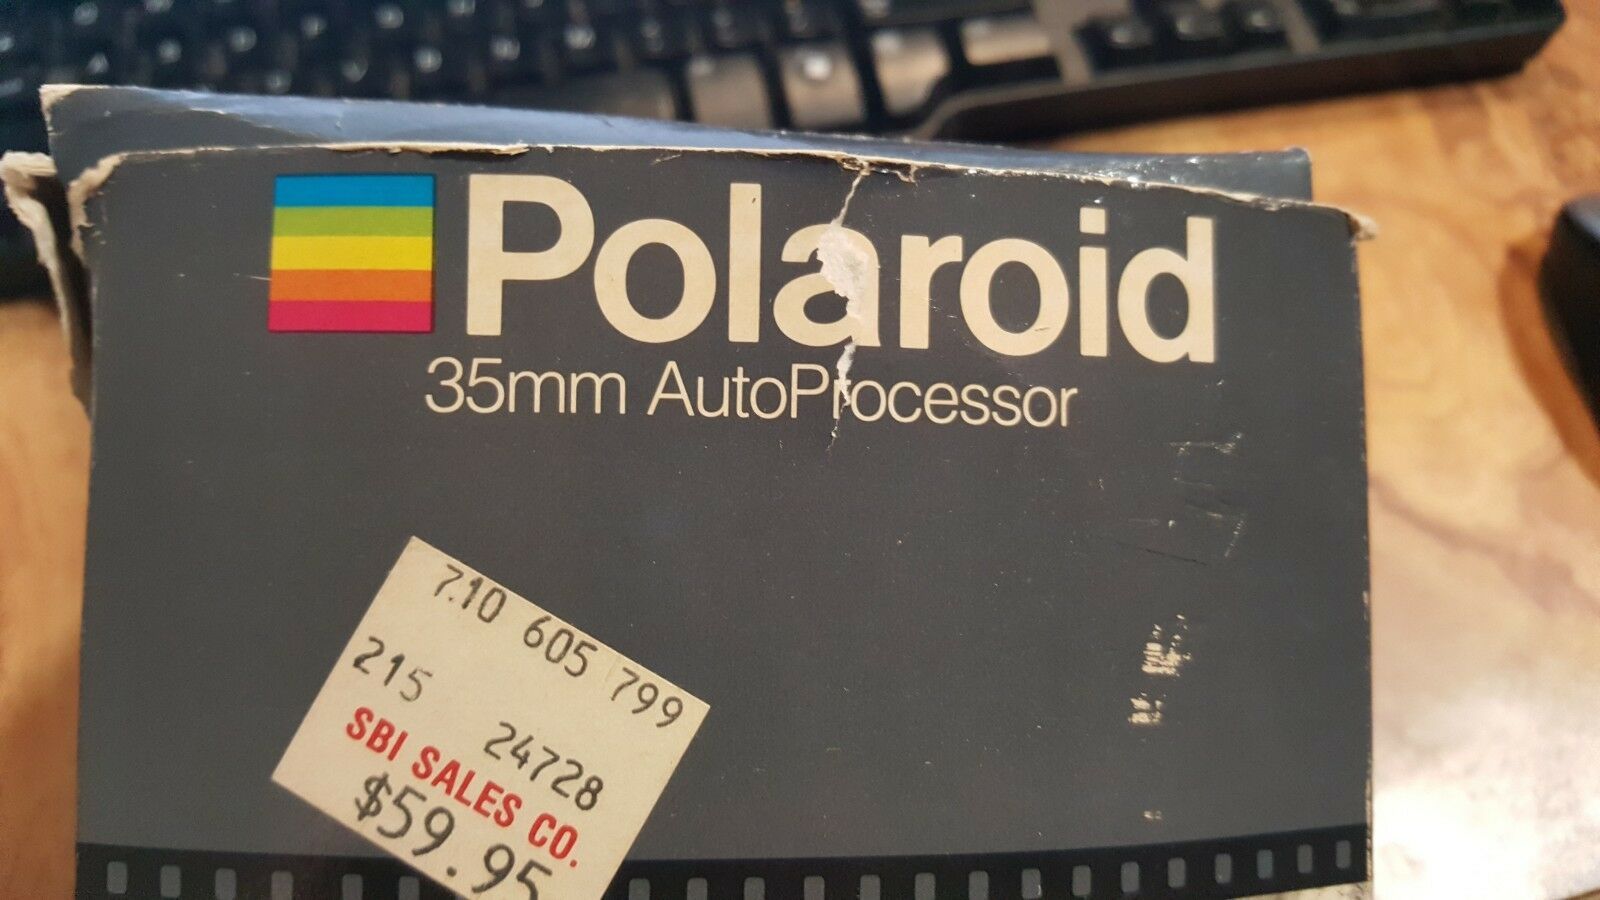 Polaroid
35mm AutoProcessor
7.10 605 799
215 24728
SBI SALES CO.
$59.95